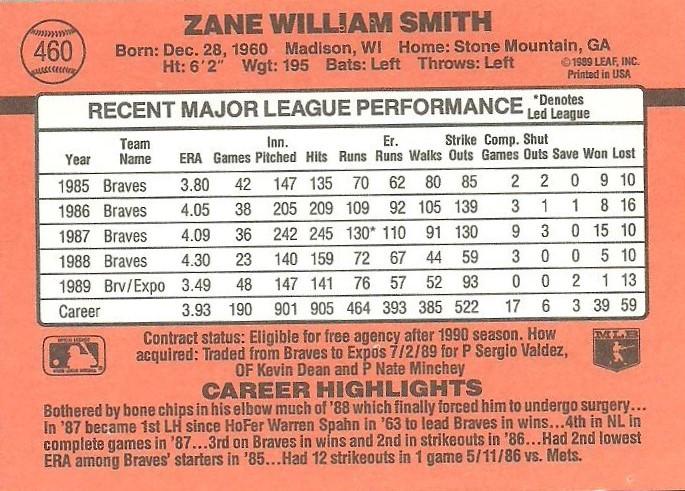 460
ZANE WILLIAM SMITH
Born: Dec. 28, 1960 Madison, WI Home: Stone Mountain, GA
Ht: 6'2" Wgt: 195 Bats: Left Throws: Left
©1989 LEAF, INC.
Printed in USA
RECENT MAJOR LEAGUE PERFORMANCE *Denotes Led League
Year Team Name ERA Games Inn. Pitched Hits Runs Er. Runs Walks Strike Outs Comp. Games Shut Outs Save Won Lost
1985 Braves 3.80 42 147 135 70 62 80 85 2 2 0 9 10
1986 Braves 4.05 38 205 209 109 92 105 139 3 1 1 8 16
1987 Braves 4.09 36 242 245 130* 110 91 130 9 3 0 15 10
1988 Braves 4.30 23 140 159 72 67 44 59 3 0 0 5 10
1989 Brv/Expo 3.49 48 147 141 76 57 52 93 0 0 2 1 13
Career 3.93 190 901 905 464 393 385 522 17 6 3 39 59
Contract status: Eligible for free agency after 1990 season. How
acquired: Traded from Braves to Expos 7/2/89 for P Sergio Valdez,
OF Kevin Dean and P Nate Minchey
MLB
CAREER HIGHLIGHTS
Bothered by bone chips in his elbow much of '88 which finally forced him to undergo surgery...
in '87 became 1st LH since HoFer Warren Spahn in '63 to lead Braves in wins...4th in NL in
complete games in '87...3rd on Braves in wins and 2nd in strikeouts in '86...Had 2nd lowest
ERA among Braves' starters in '85...Had 12 strikeouts in 1 game 5/11/86 vs. Mets.